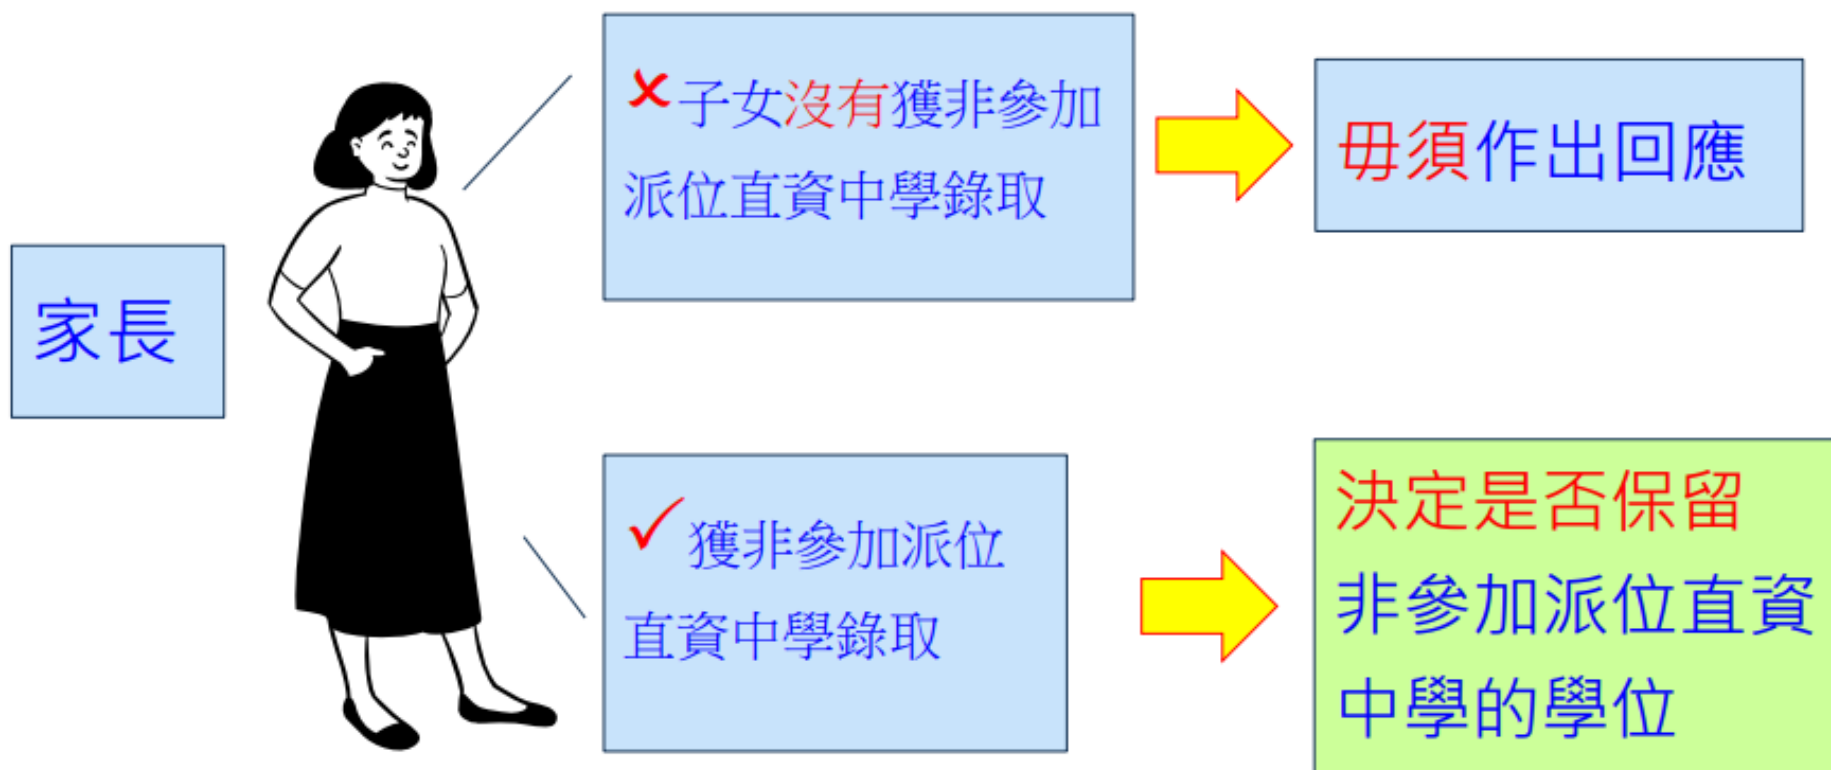 家長
✗子女沒有獲非參加
派位直資中學錄取
毋須作出回應
✓獲非參加派位
直資中學錄取
決定是否保留
非參加派位直資
中學的學位